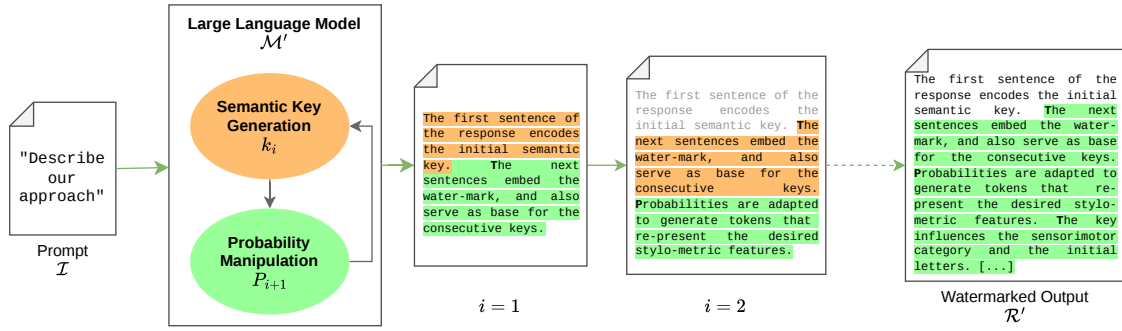 "Describe
our
approach"
Prompt
ℐ
Large Language Model
ℳ′
Semantic Key
Generation
kᵢ
Probability
Manipulation
Pᵢ₊₁
The first sentence of
the response encodes
the initial semantic
key. The next
sentences embed the
water-mark, and also
serve as base for the
consecutive keys.
i = 1
The first sentence of the
response encodes the
initial semantic key. The
next sentences embed the
water-mark, and also
serve as base for the
consecutive keys.
Probabilities are adapted
to generate tokens that
re-present the desired
stylo-metric features.
i = 2
The first sentence of the
response encodes the initial
semantic key. The next
sentences embed the water-
mark, and also serve as base
for the consecutive keys.
Probabilities are adapted to
generate tokens that re-
present the desired stylo-
metric features. The key
influences the sensorimotor
category and the initial
letters. [...]
Watermarked Output
ℛ′